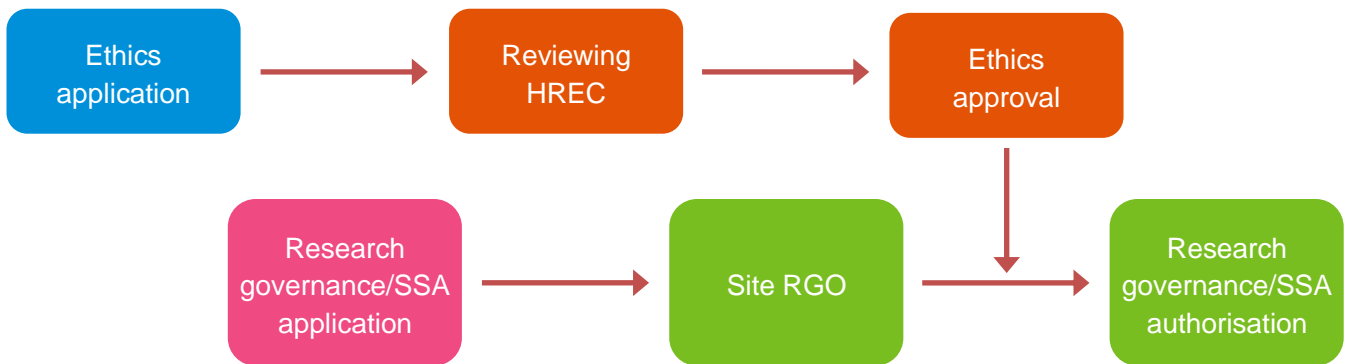 Ethics
application
Reviewing
HREC
Ethics
approval
Research
governance/SSA
application
Site RGO
Research
governance/SSA
authorisation